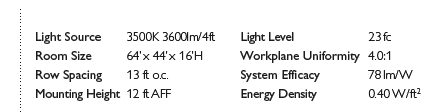 Light Source 3500K 3600lm/4ft Light Level 23 fc
Room Size 64'x 44'x 16'H Workplane Uniformity 4.0:1
Row Spacing 13 ft o.c. System Efficacy 78 lm/W
Mounting Height 12 ft AFF Energy Density 0.40 W/ft²